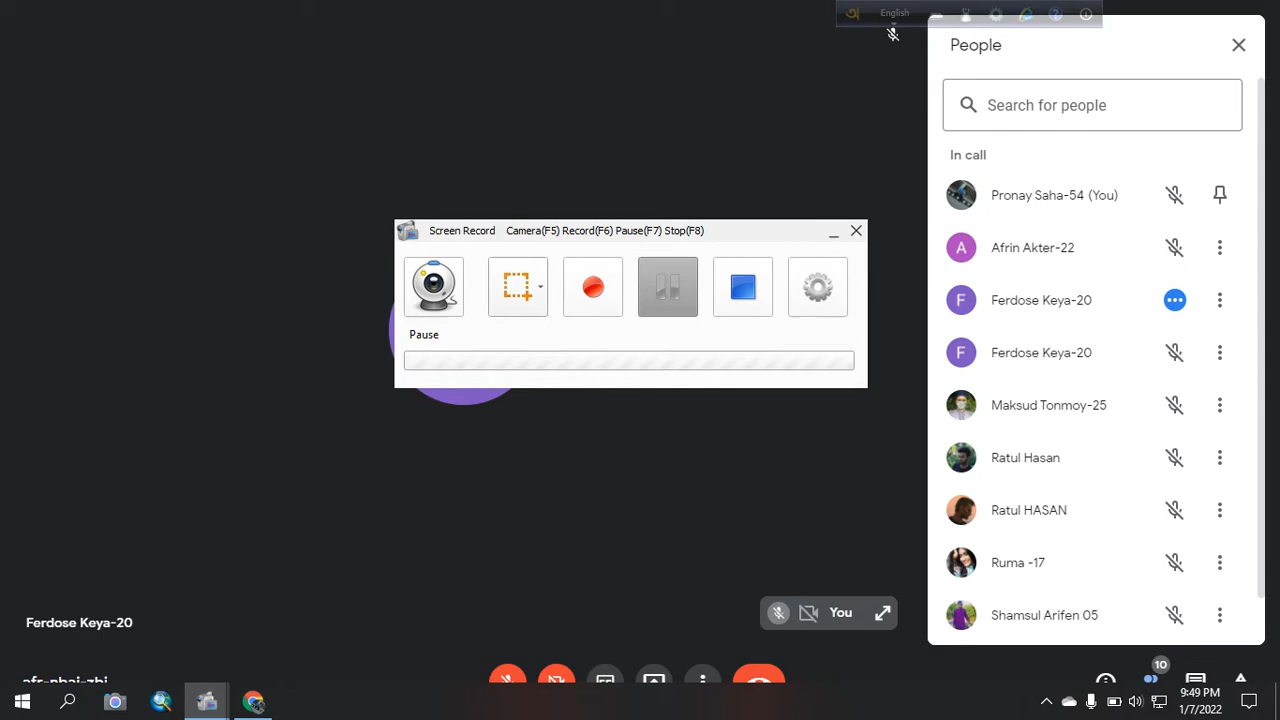 অ English
People
Search for people
In call
Pronay Saha-54 (You)
Afrin Akter-22
Ferdose Keya-20
Ferdose Keya-20
Maksud Tonmoy-25
Ratul Hasan
Ratul HASAN
Ruma -17
Shamsul Arifen 05
Screen Record Camera(F5) Record(F6) Pause(F7) Stop(F8)
Pause
You
Ferdose Keya-20
10
9:49 PM
1/7/2022